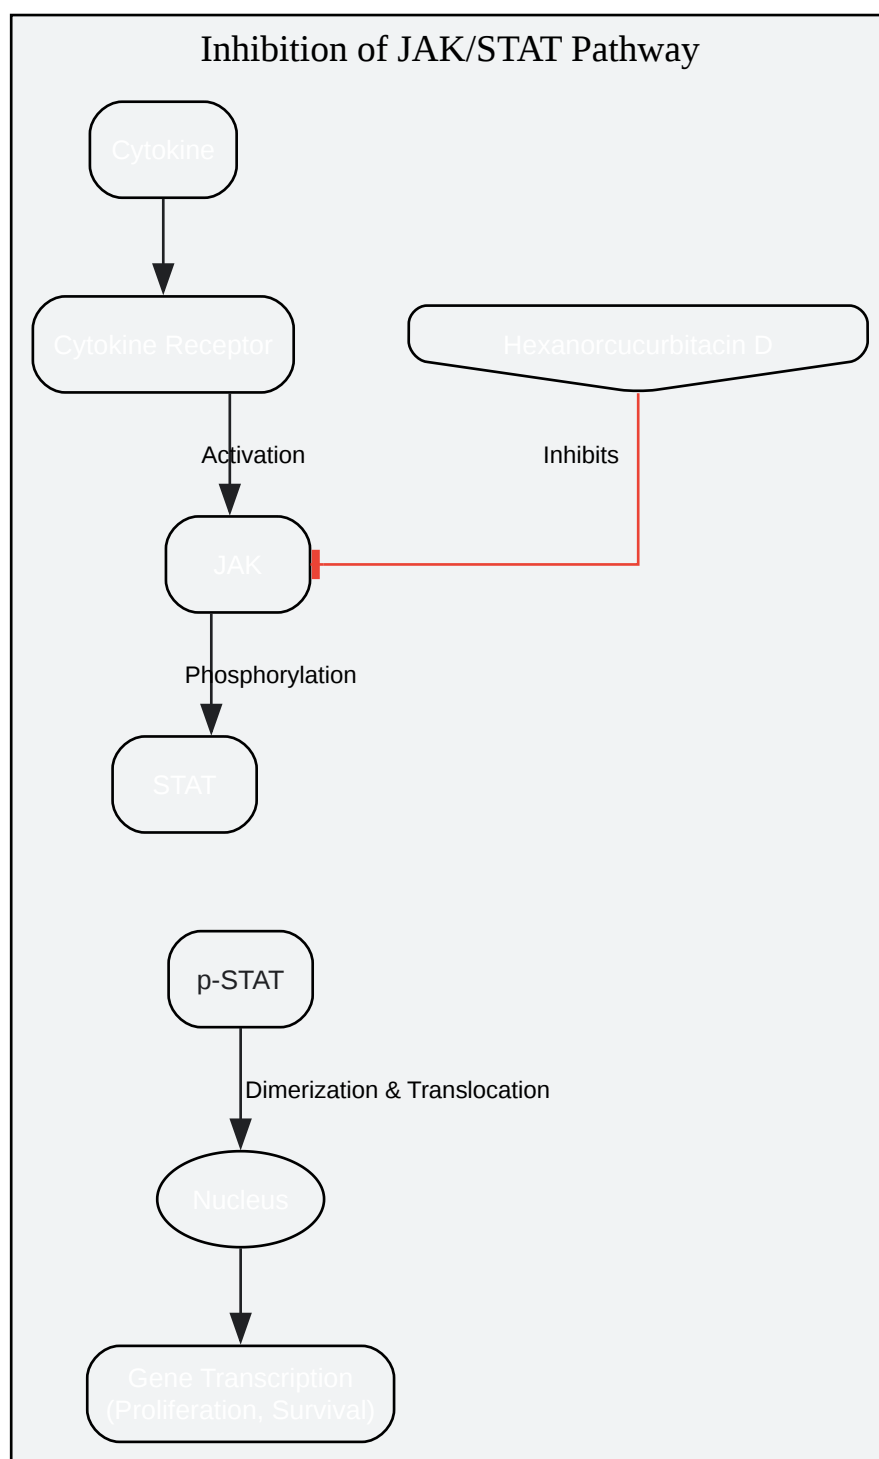 Inhibition of JAK/STAT Pathway
Cytokine
Cytokine Receptor
Hexanorcucurbitacin D
Activation
Inhibits
JAK
Phosphorylation
STAT
p-STAT
Dimerization & Translocation
Nucleus
Gene Transcription
(Proliferation, Survival)